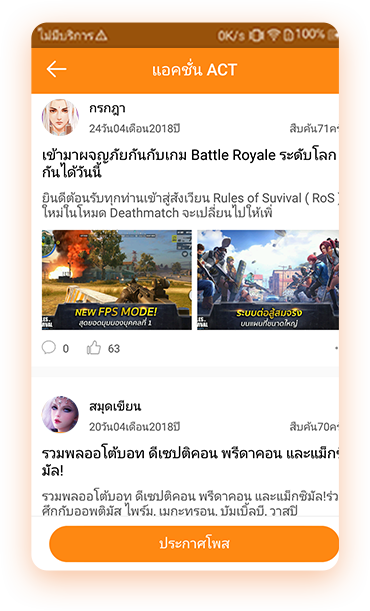 ไม่มีบริการ
0K/s
100%
แอคชั่น ACT
กรกฎา
24วัน04เดือน2018ปี
สืบค้น71คร
เข้ามาผจญภัยกันกับเกม Battle Royale ระดับโลก
กันได้วันนี้
ยินดีต้อนรับทุกท่านเข้าสู่สังเวียน Rules of Suvival ( RoS )
ใหม่ในโหมด Deathmatch จะเปลี่ยนไปให้เพิ่
NEW FPS MODE!
สุดยอดมุมมองบุคคลที่ 1
ระบบต่อสู้สมจริง
บนแผนที่ขนาดใหญ่
0
63
สมุดเขียน
20วัน04เดือน2018ปี
สืบค้น70คร
รวมพลออโต้บอท ดีเซปติคอน พรีดาคอน และแม็กซิ
มัล!
รวมพลออโต้บอท ดีเซปติคอน พรีดาคอน และแม็กซิมัล!ร่ว
ศึกกับออพติมัส ไพร์ม, เมกะทรอน, บัมเบิ้ลบี, วาสปิ
ประกาศโพส